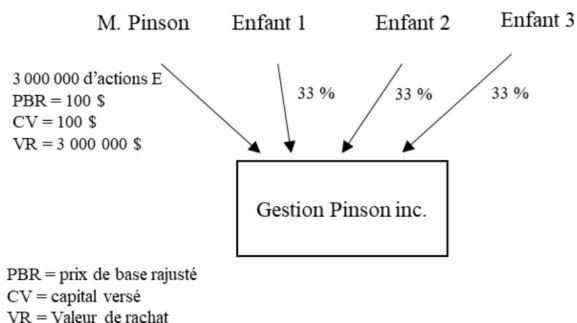 M. Pinson
Enfant 1
Enfant 2
Enfant 3
3 000 000 d’actions E
PBR = 100 $
CV = 100 $
VR = 3 000 000 $
33 %
33 %
33 %
Gestion Pinson inc.
PBR = prix de base rajusté
CV = capital versé
VR = Valeur de rachat